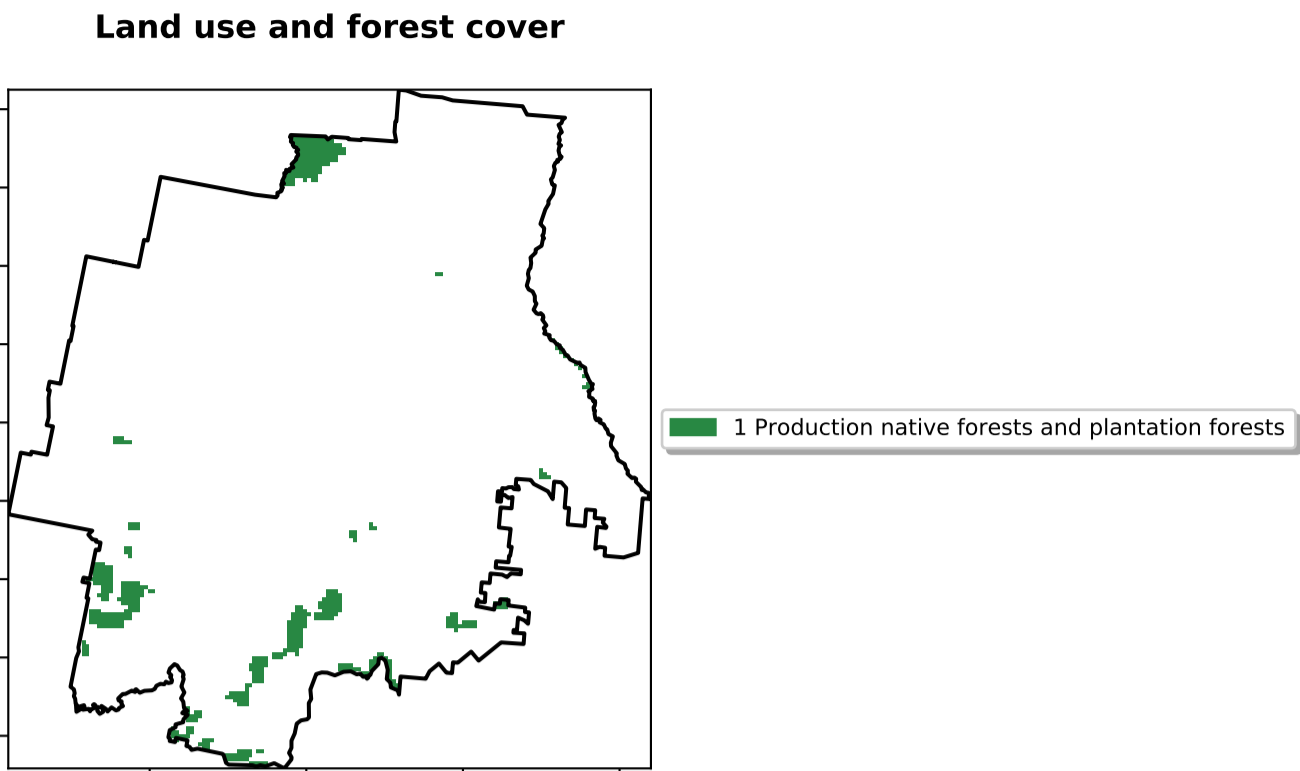 Land use and forest cover
1 Production native forests and plantation forests